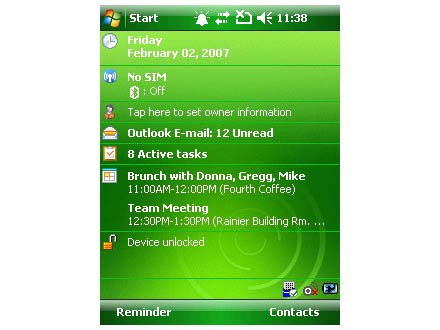 Start 11:38
Friday
February 02, 2007
No SIM
: Off
Tap here to set owner information
Outlook E-mail: 12 Unread
8 Active tasks
Brunch with Donna, Gregg, Mike
11:00AM-12:00PM (Fourth Coffee)
Team Meeting
12:30PM-1:30PM (Rainier Building Rm. ...
Device unlocked
Reminder Contacts